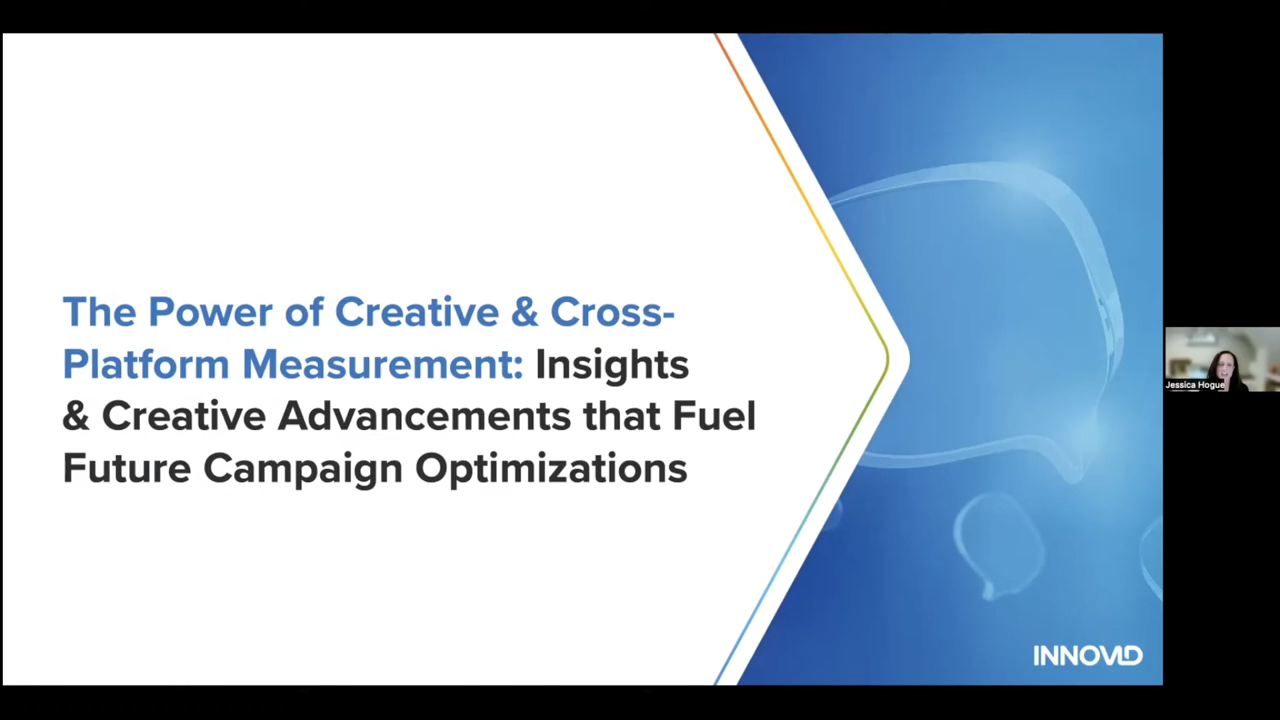 The Power of Creative & Cross-
Platform Measurement: Insights
& Creative Advancements that Fuel
Future Campaign Optimizations
Jessica Hogue
INNOVID